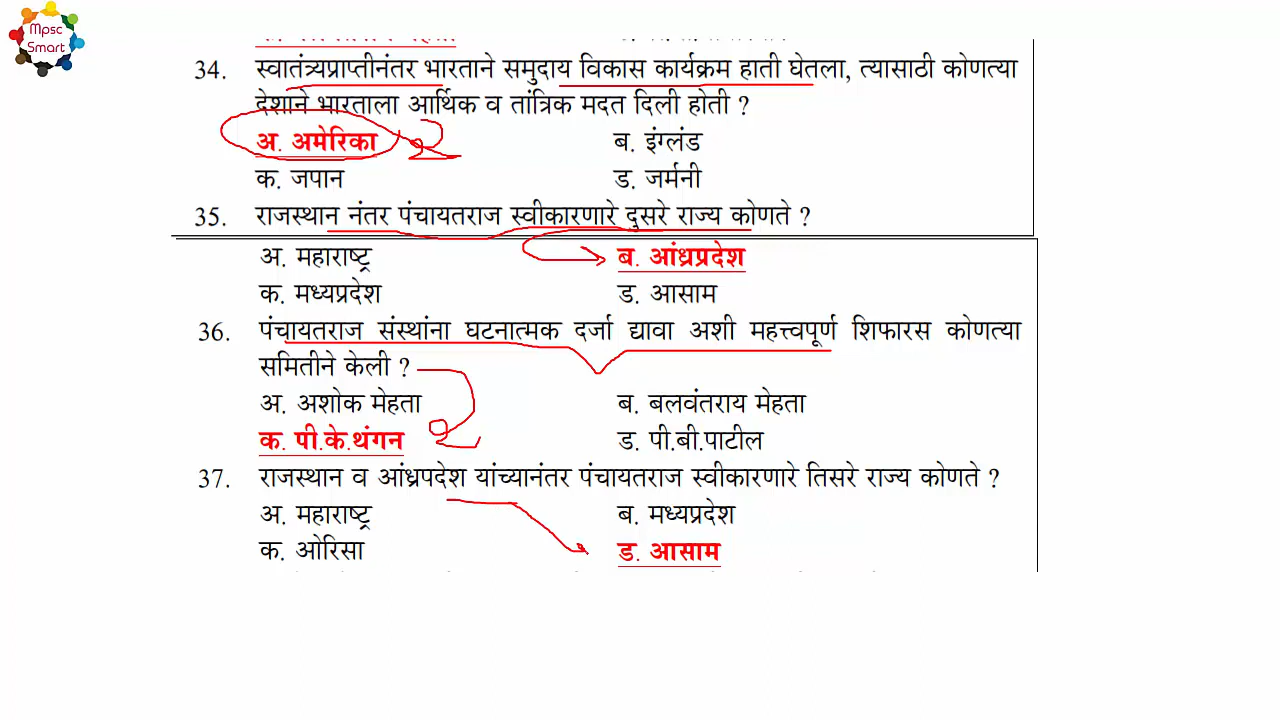 Mpsc
Smart
34. स्वातंत्र्यप्राप्तीनंतर भारताने समुदाय विकास कार्यक्रम हाती घेतला, त्यासाठी कोणत्या
देशाने भारताला आर्थिक व तांत्रिक मदत दिली होती ?
अ. अमेरिका ब. इंग्लंड
क. जपान ड. जर्मनी
35. राजस्थान नंतर पंचायतराज स्वीकारणारे दुसरे राज्य कोणते ?
अ. महाराष्ट्र ब. आंध्रप्रदेश
क. मध्यप्रदेश ड. आसाम
36. पंचायतराज संस्थांना घटनात्मक दर्जा द्यावा अशी महत्त्वपूर्ण शिफारस कोणत्या
समितीने केली ?
अ. अशोक मेहता ब. बलवंतराय मेहता
क. पी.के.थंगन ड. पी.बी.पाटील
37. राजस्थान व आंध्रपदेश यांच्यानंतर पंचायतराज स्वीकारणारे तिसरे राज्य कोणते ?
अ. महाराष्ट्र ब. मध्यप्रदेश
क. ओरिसा ड. आसाम